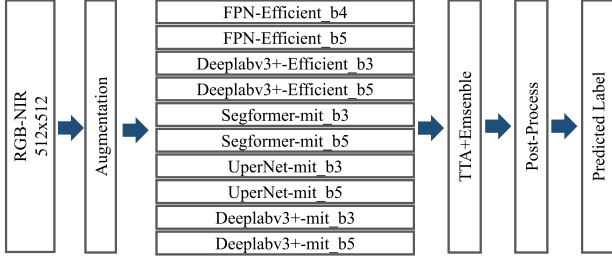 RGB-NIR
512x512
Augmentation
FPN-Efficient_b4
FPN-Efficient_b5
Deeplabv3+-Efficient_b3
Deeplabv3+-Efficient_b5
Segformer-mit_b3
Segformer-mit_b5
UperNet-mit_b3
UperNet-mit_b5
Deeplabv3+-mit_b3
Deeplabv3+-mit_b5
TTA+Emsenble
Post-Process
Predicted Label